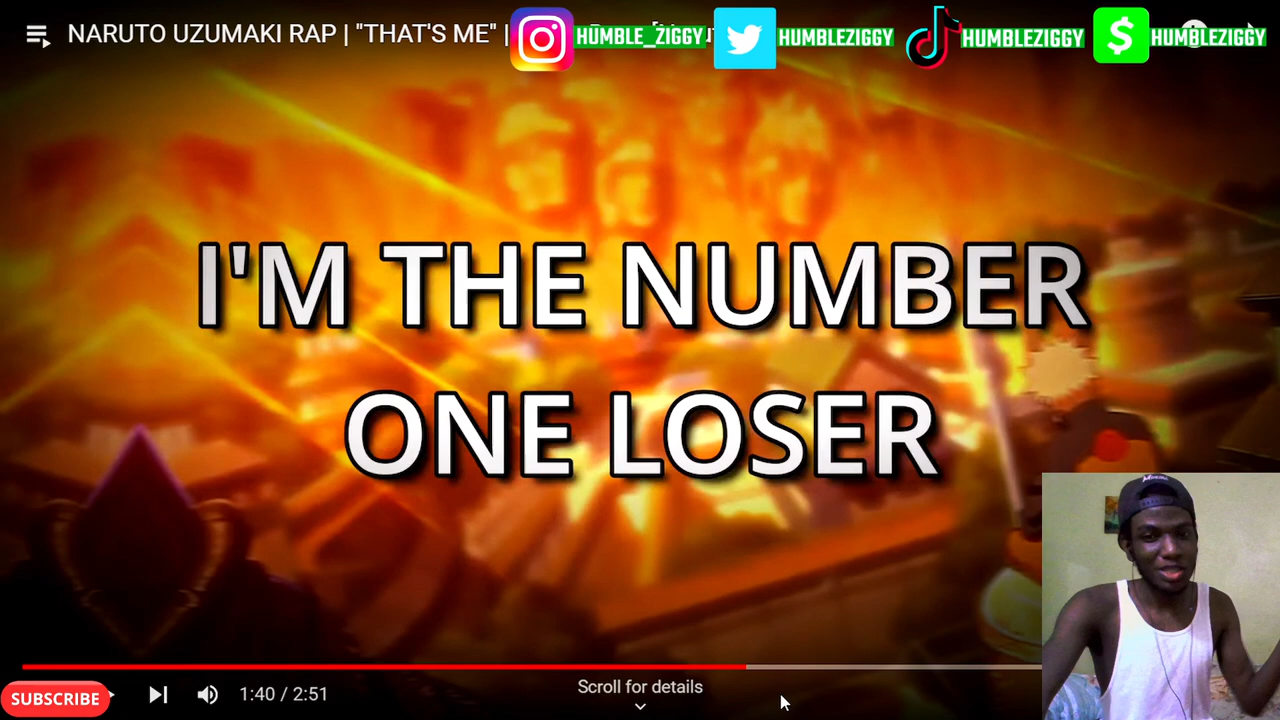 NARUTO UZUMAKI RAP | "THAT'S ME" |
HUMBLE_ZIGGY
HUMBLEZIGGY
HUMBLEZIGGY
HUMBLEZIGGY
I'M THE NUMBER
ONE LOSER
SUBSCRIBE
1:40 / 2:51
Scroll for details